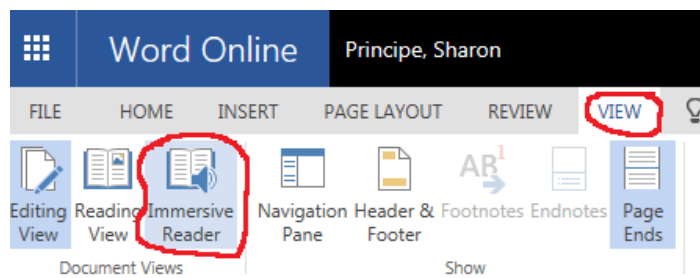 Word Online Principe, Sharon
FILE HOME INSERT PAGE LAYOUT REVIEW VIEW
AB1
Editing Reading Immersive Navigation Header & Footnotes Endnotes Page
View View Reader Pane Footer Ends
Document Views Show